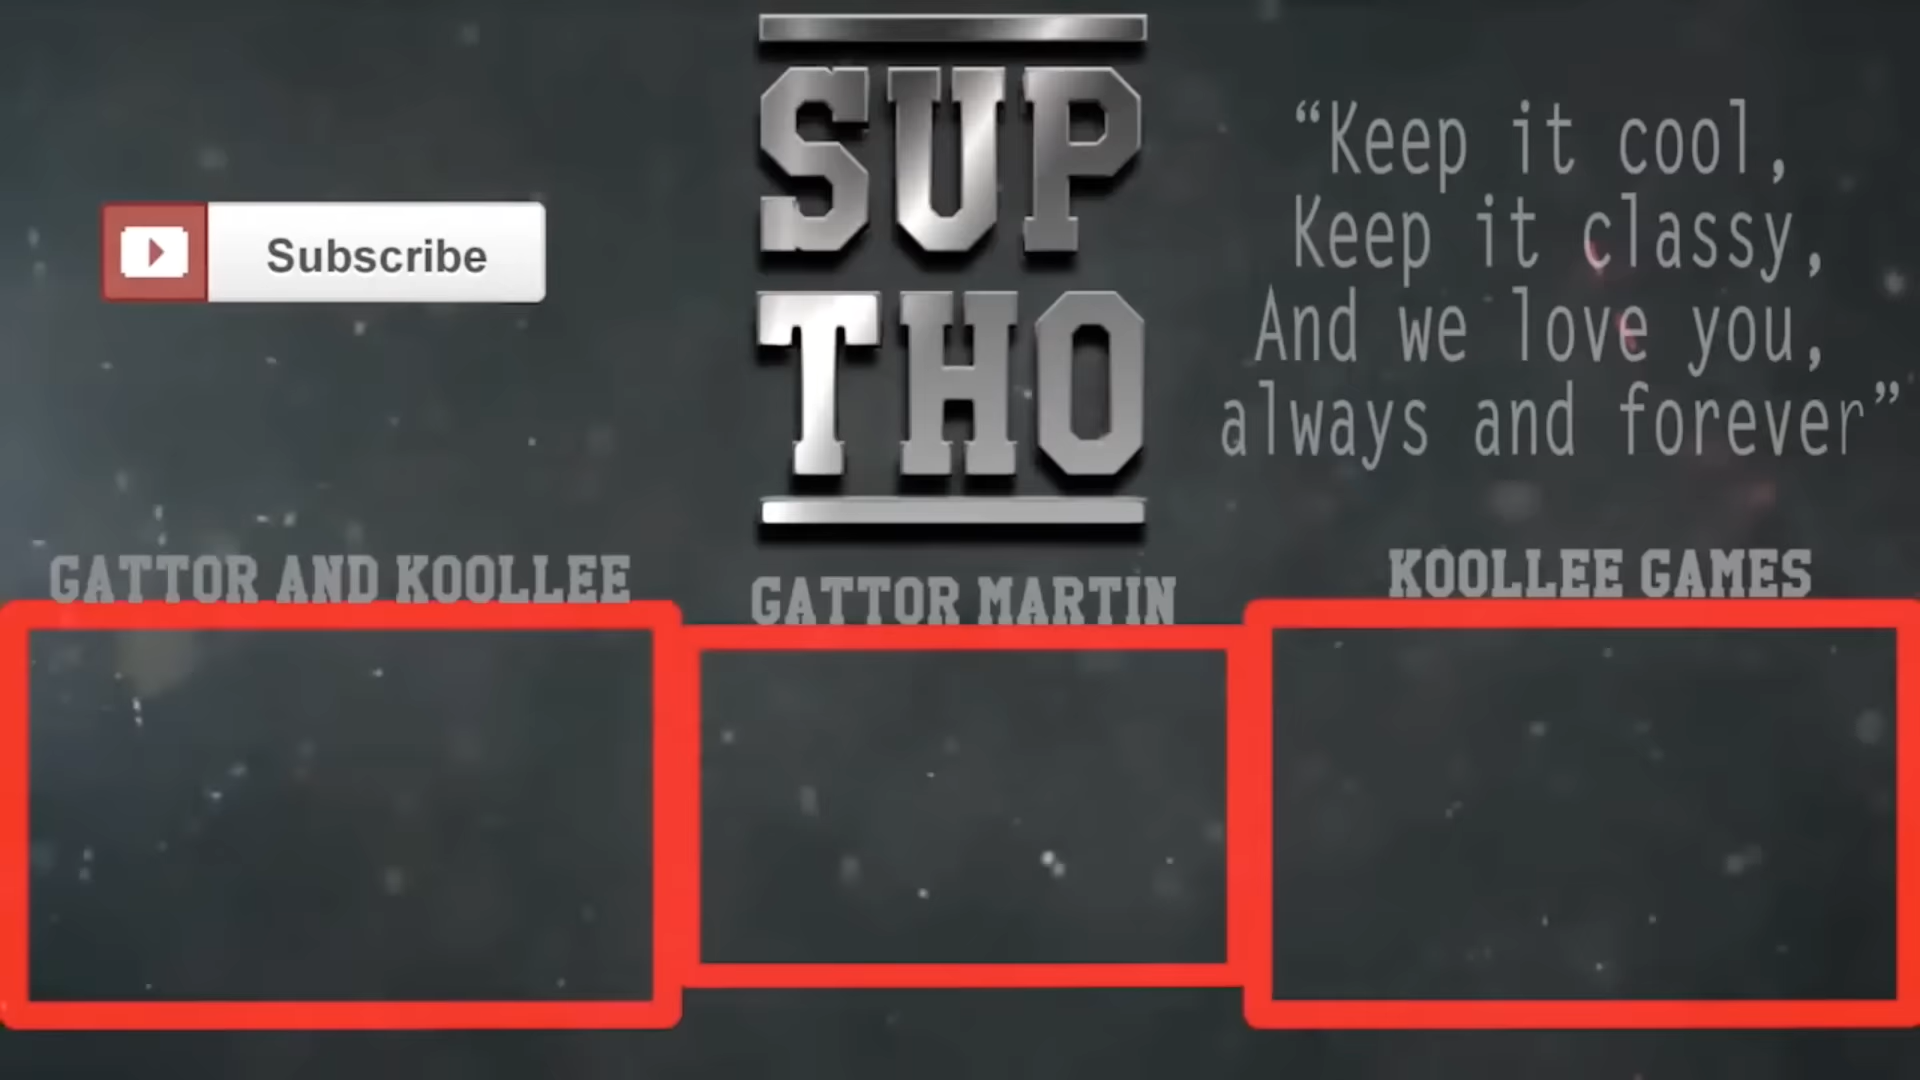 SUP
THO
Subscribe
“Keep it cool,
Keep it classy,
And we love you,
always and forever”
GATTOR AND KOOLLEE
GATTOR MARTIN
KOOLLEE GAMES